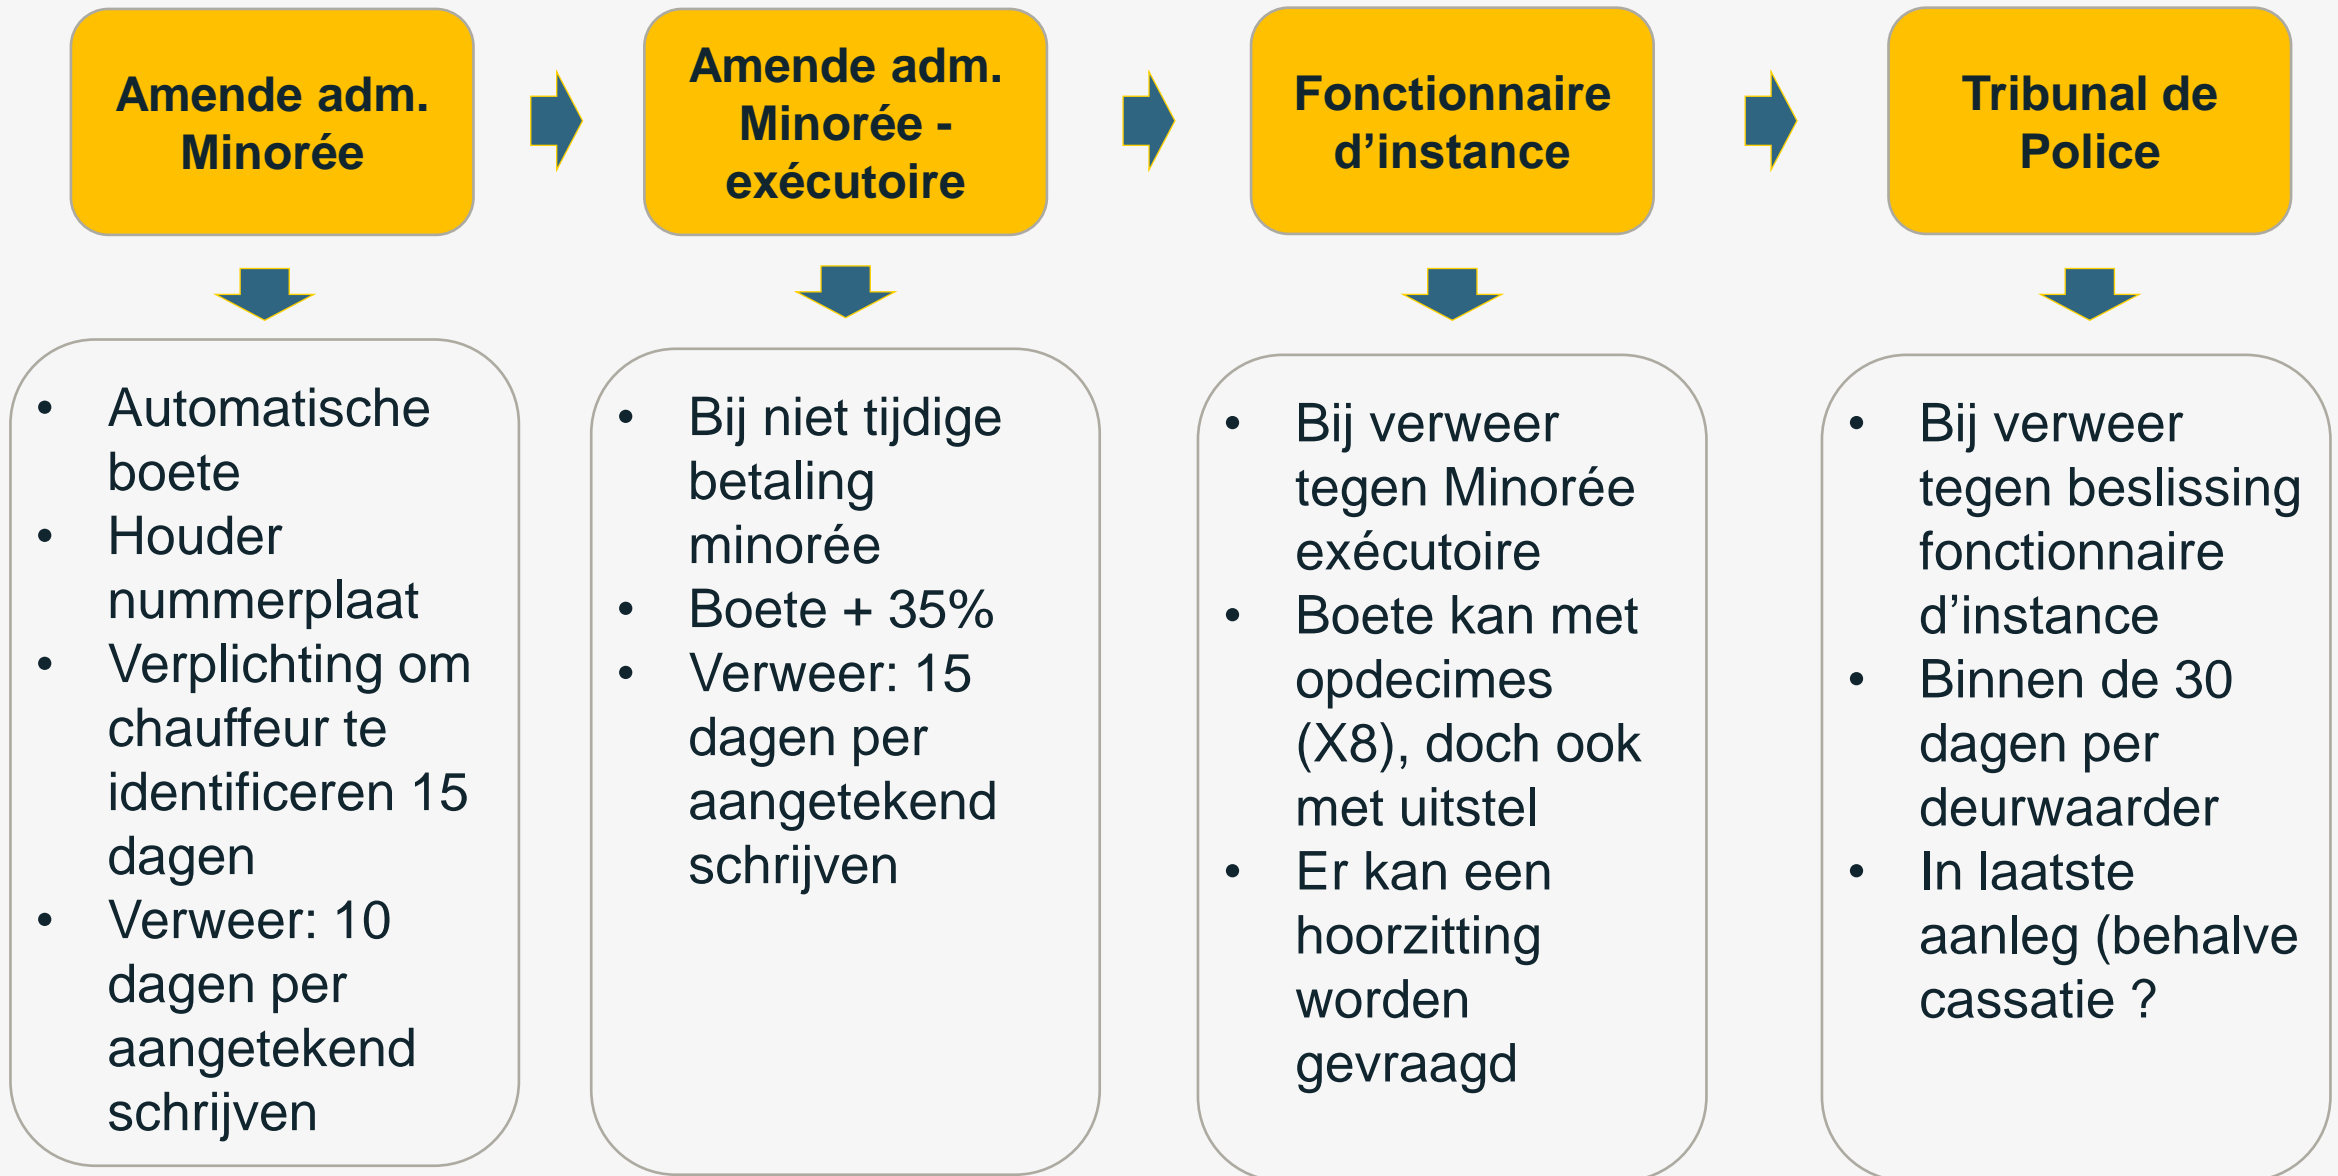 Amende adm.
Minorée
Amende adm.
Minorée -
exécutoire
Fonctionnaire
d’instance
Tribunal de
Police
• Automatische
boete
• Houder
nummerplaat
• Verplichting om
chauffeur te
identificeren 15
dagen
• Verweer: 10
dagen per
aangetekend
schrijven
• Bij niet tijdige
betaling
minorée
• Boete + 35%
• Verweer: 15
dagen per
aangetekend
schrijven
• Bij verweer
tegen Minorée
exécutoire
• Boete kan met
opdecimes
(X8), doch ook
met uitstel
• Er kan een
hoorzitting
worden
gevraagd
• Bij verweer
tegen beslissing
fonctionnaire
d’instance
• Binnen de 30
dagen per
deurwaarder
• In laatste
aanleg (behalve
cassatie ?